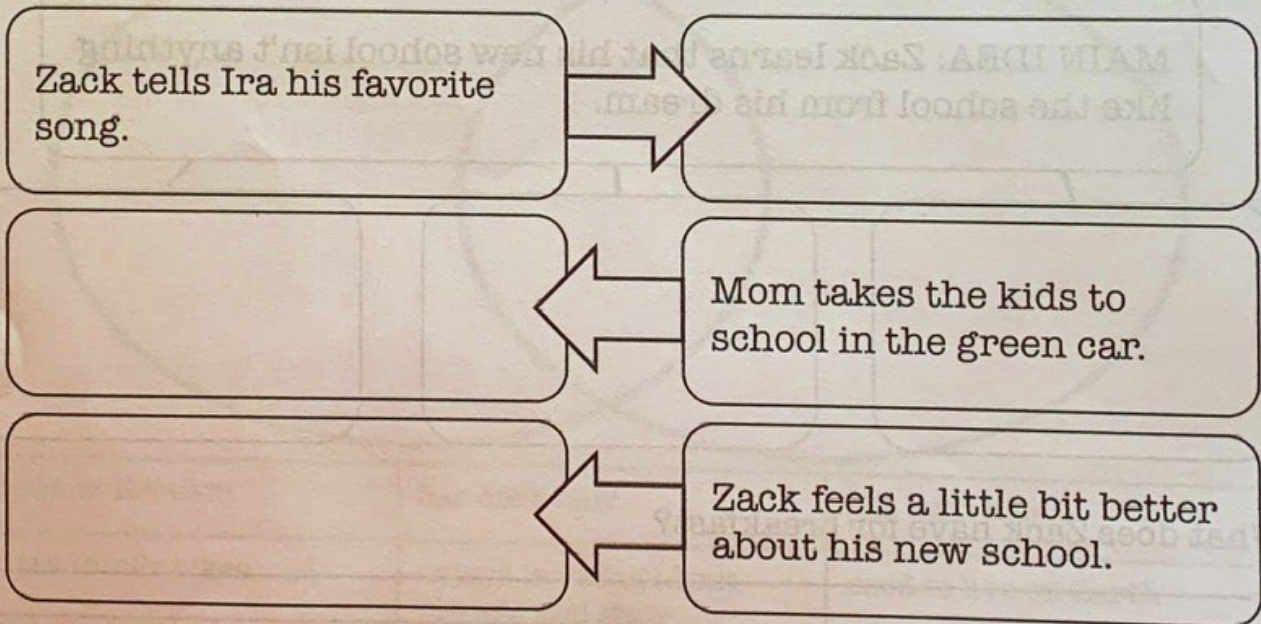 Zack tells Ira his favorite
song.
Mom takes the kids to
school in the green car.
Zack feels a little bit better
about his new school.